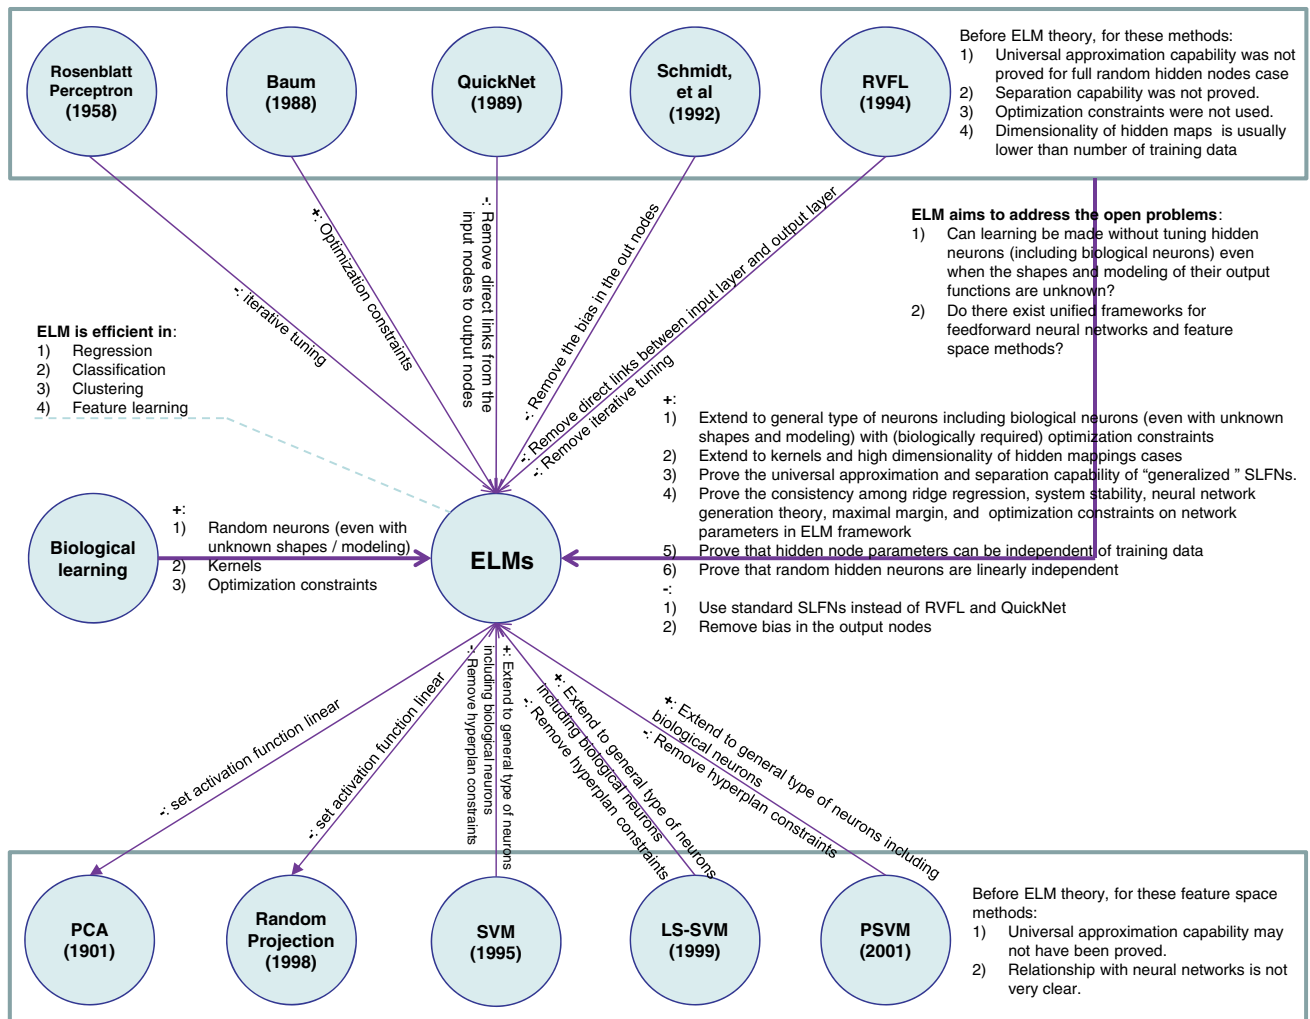 Rosenblatt
Perceptron
(1958)
Baum
(1988)
QuickNet
(1989)
Schmidt,
et al
(1992)
RVFL
(1994)
Before ELM theory, for these methods:
1) Universal approximation capability was not
proved for full random hidden nodes case
2) Separation capability was not proved.
3) Optimization constraints were not used.
4) Dimensionality of hidden maps is usually
lower than number of training data
-: iterative tuning
+: Optimization constraints
-: Remove direct links from the
input nodes to output nodes
-: Remove the bias in the out nodes
-: Remove direct links between input layer and output layer
-: Remove iterative tuning
ELM aims to address the open problems:
1) Can learning be made without tuning hidden
neurons (including biological neurons) even
when the shapes and modeling of their output
functions are unknown?
2) Do there exist unified frameworks for
feedforward neural networks and feature
space methods?
ELM is efficient in:
1) Regression
2) Classification
3) Clustering
4) Feature learning
+:
1) Extend to general type of neurons including biological neurons (even with unknown
shapes and modeling) with (biologically required) optimization constraints
2) Extend to kernels and high dimensionality of hidden mappings cases
3) Prove the universal approximation and separation capability of “generalized ” SLFNs.
4) Prove the consistency among ridge regression, system stability, neural network
generation theory, maximal margin, and optimization constraints on network
parameters in ELM framework
5) Prove that hidden node parameters can be independent of training data
6) Prove that random hidden neurons are linearly independent
-:
1) Use standard SLFNs instead of RVFL and QuickNet
2) Remove bias in the output nodes
Biological
learning
+:
1) Random neurons (even with
unknown shapes / modeling)
2) Kernels
3) Optimization constraints
ELMs
-: set activation function linear
-: set activation function linear
+: Extend to general type of neurons
including biological neurons
-: Remove hyperplan constraints
+: Extend to general type of neurons
including biological neurons
-: Remove hyperplan constraints
+: Extend to general type of neurons including
biological neurons
-: Remove hyperplan constraints
PCA
(1901)
Random
Projection
(1998)
SVM
(1995)
LS-SVM
(1999)
PSVM
(2001)
Before ELM theory, for these feature space
methods:
1) Universal approximation capability may
not have been proved.
2) Relationship with neural networks is not
very clear.